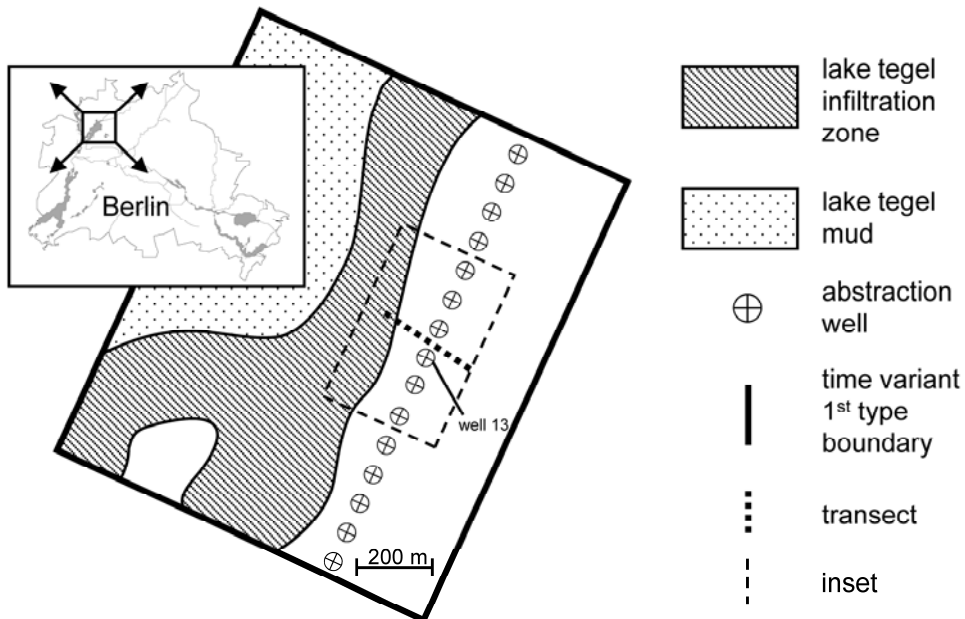 Berlin
well 13
200 m
lake tegel
infiltration
zone
lake tegel
mud
abstraction
well
time variant
1st type
boundary
transect
inset